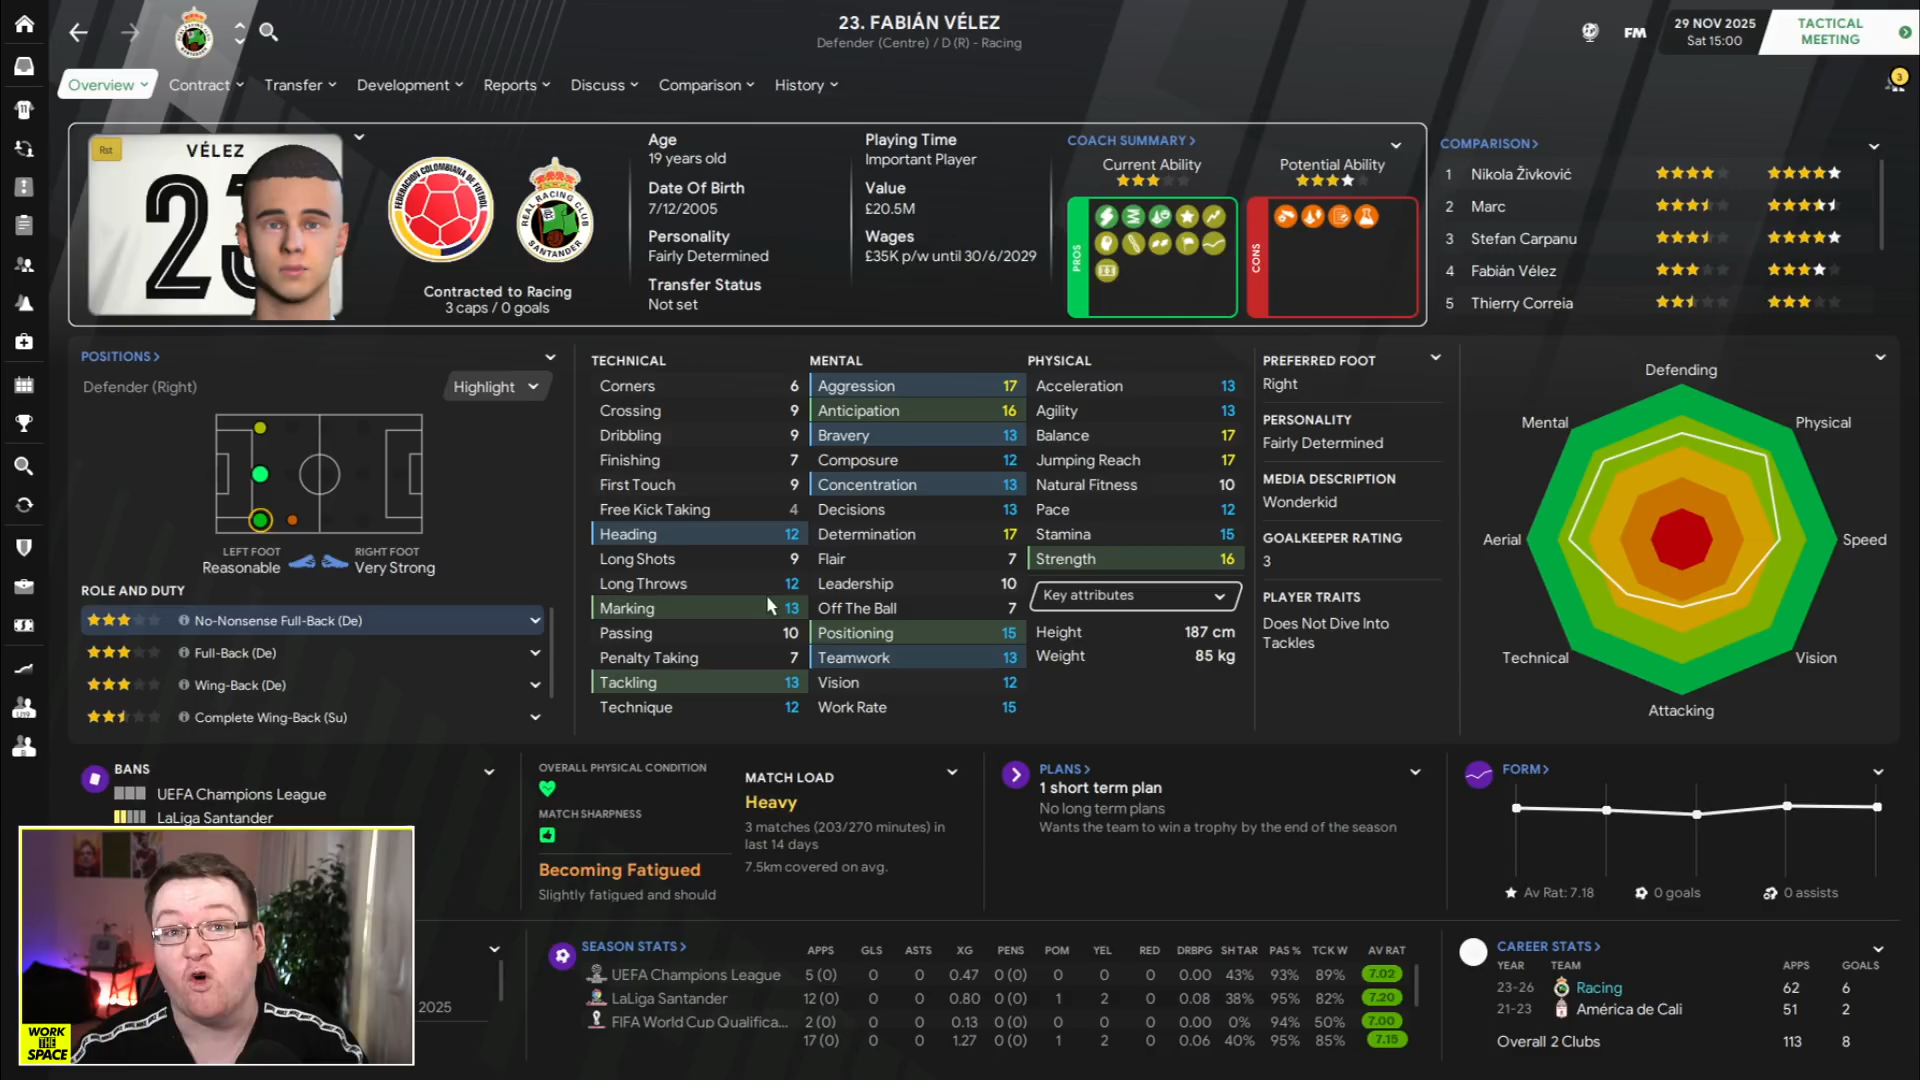 23. FABIÁN VÉLEZ
Defender (Centre) / D (R) - Racing
FM
29 NOV 2025
Sat 15:00
TACTICAL
MEETING
3
Overview
Contract
Transfer
Development
Reports
Discuss
Comparison
History
Rst
VÉLEZ
23
FEDERACION COLOMBIANA DE FUTBOL
REAL RACING CLUB
SANTANDER
Contracted to Racing
3 caps / 0 goals
Age
19 years old
Date Of Birth
7/12/2005
Personality
Fairly Determined
Transfer Status
Not set
Playing Time
Important Player
Value
£20.5M
Wages
£35K p/w until 30/6/2029
COACH SUMMARY>
Current Ability
Potential Ability
PROS
CONS
COMPARISON>
1 Nikola Živković
2 Marc
3 Stefan Carpanu
4 Fabián Vélez
5 Thierry Correia
POSITIONS>
Defender (Right)
Highlight
LEFT FOOT
Reasonable
RIGHT FOOT
Very Strong
ROLE AND DUTY
No-Nonsense Full-Back (De)
Full-Back (De)
Wing-Back (De)
Complete Wing-Back (Su)
TECHNICAL
Corners 6
Crossing 9
Dribbling 9
Finishing 7
First Touch 9
Free Kick Taking 4
Heading 12
Long Shots 9
Long Throws 12
Marking 13
Passing 10
Penalty Taking 7
Tackling 13
Technique 12
MENTAL
Aggression 17
Anticipation 16
Bravery 13
Composure 12
Concentration 13
Decisions 13
Determination 17
Flair 7
Leadership 10
Off The Ball 7
Positioning 15
Teamwork 13
Vision 12
Work Rate 15
PHYSICAL
Acceleration 13
Agility 13
Balance 17
Jumping Reach 17
Natural Fitness 10
Pace 12
Stamina 15
Strength 16
Key attributes
Height 187 cm
Weight 85 kg
PREFERRED FOOT
Right
PERSONALITY
Fairly Determined
MEDIA DESCRIPTION
Wonderkid
GOALKEEPER RATING
3
PLAYER TRAITS
Does Not Dive Into
Tackles
Defending
Mental
Physical
Aerial
Speed
Technical
Vision
Attacking
BANS
UEFA Champions League
LaLiga Santander
OVERALL PHYSICAL CONDITION
MATCH SHARPNESS
Becoming Fatigued
Slightly fatigued and should
MATCH LOAD
Heavy
3 matches (203/270 minutes) in
last 14 days
7.5km covered on avg.
PLANS>
1 short term plan
No long term plans
Wants the team to win a trophy by the end of the season
FORM>
Av Rat: 7.18
0 goals
0 assists
2025
WORK
THE
SPACE
SEASON STATS> APPS GLS ASTS XG PENS POM YEL RED DRBPG SH TAR PAS % TCK W AV RAT
UEFA Champions League 5 (0) 0 0 0.47 0 (0) 0 0 0 0.00 43% 93% 89% 7.02
LaLiga Santander 12 (0) 0 0 0.80 0 (0) 1 2 0 0.08 38% 95% 82% 7.20
FIFA World Cup Qualifica... 2 (0) 0 0 0.13 0 (0) 0 0 0 0.00 0% 94% 50% 7.00
17 (0) 0 0 1.27 0 (0) 1 2 0 0.06 40% 95% 85% 7.15
CAREER STATS>
YEAR TEAM APPS GOALS
23-26 Racing 62 6
21-23 América de Cali 51 2
Overall 2 Clubs 113 8